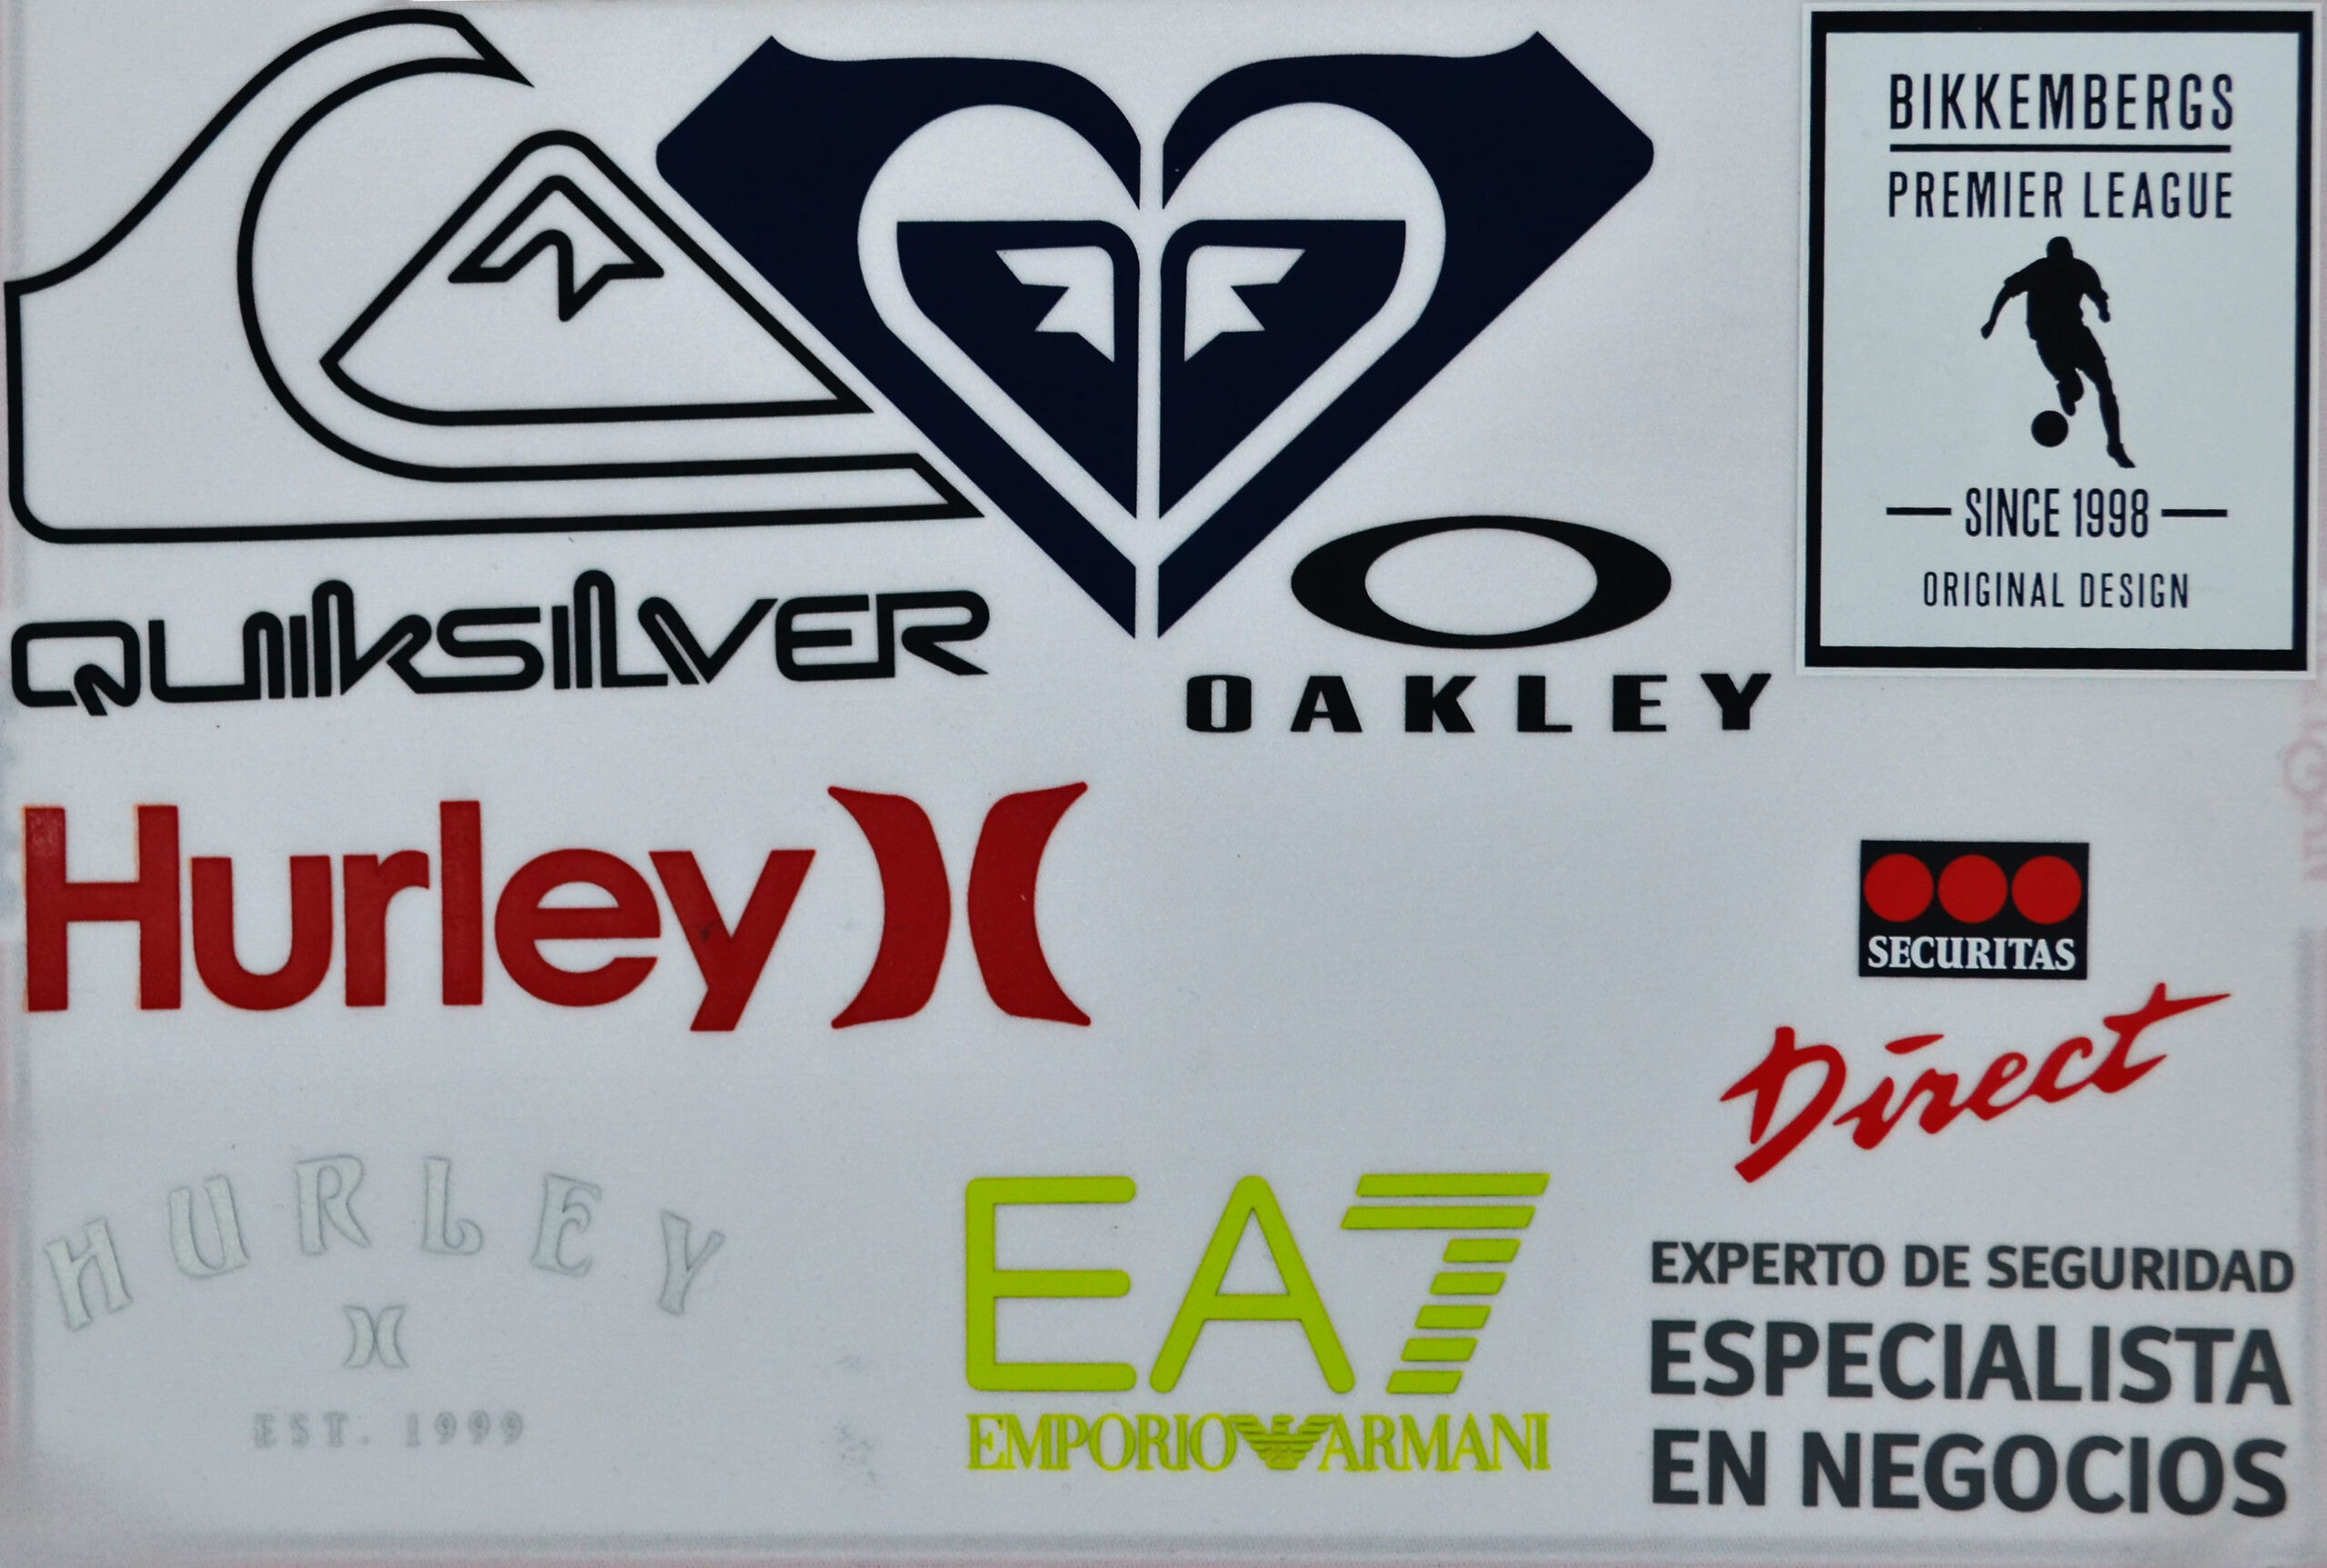 BIKKEMBERGS
PREMIER LEAGUE
SINCE 1998
ORIGINAL DESIGN
QUIKSILVER
OAKLEY
Hurley
SECURITAS
Direct
HURLEY
EST. 1999
EA7
EMPORIO ARMANI
EXPERTO DE SEGURIDAD
ESPECIALISTA
EN NEGOCIOS